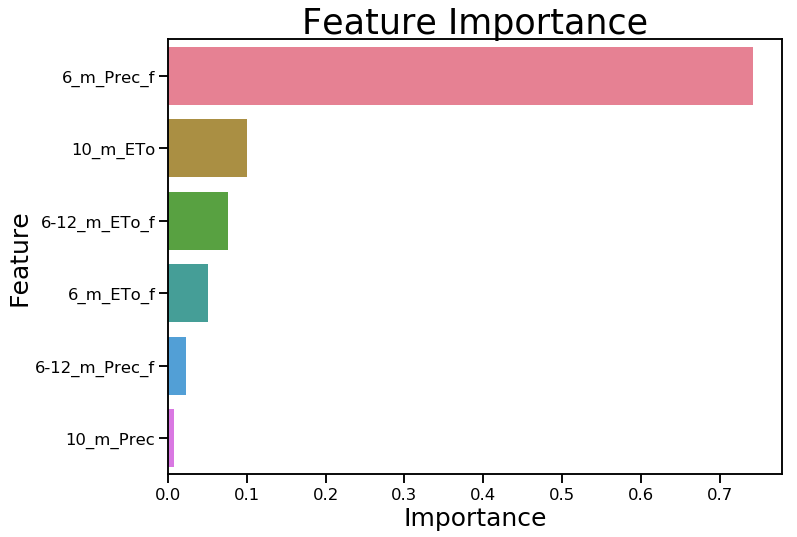 Feature Importance
Feature
6_m_Prec_f
10_m_ETo
6-12_m_ETo_f
6_m_ETo_f
6-12_m_Prec_f
10_m_Prec
0.0 0.1 0.2 0.3 0.4 0.5 0.6 0.7
Importance